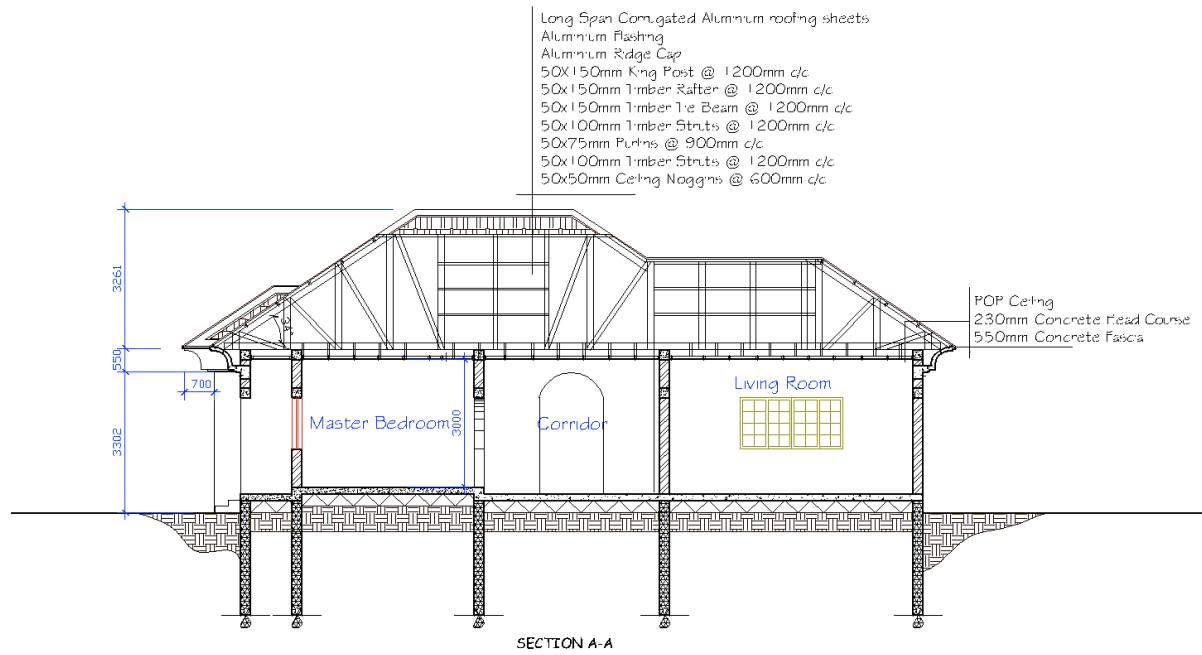 Long Span Corrugated Aluminum roofing sheets
Aluminium Flashing
Aluminium Ridge Cap
50X150mm King Post @ 1200mm c/c
50x150mm Timber Rafter @ 1200mm c/c
50x150mm Timber Tie Beam @ 1200mm c/c
50x100mm Timber Struts @ 1200mm c/c
50x75mm Purlins @ 900mm c/c
50x100mm Timber Struts @ 1200mm c/c
50x50mm Ceiling Noggins @ 600mm c/c
3261
34°
POP Ceiling
230mm Concrete Head Course
550mm Concrete Fascia
550
700
3302
Master Bedroom
3000
Corridor
Living Room
SECTION A-A